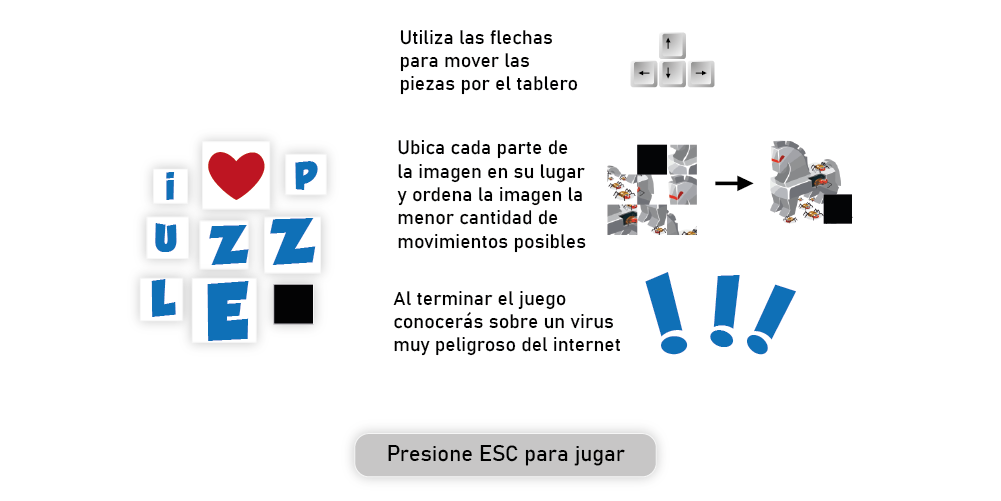 Utiliza las flechas
para mover las
piezas por el tablero
i P
U Z Z
L E
Ubica cada parte de
la imagen en su lugar
y ordena la imagen la
menor cantidad de
movimientos posibles
Al terminar el juego
conocerás sobre un virus
muy peligroso del internet
!!!
Presione ESC para jugar